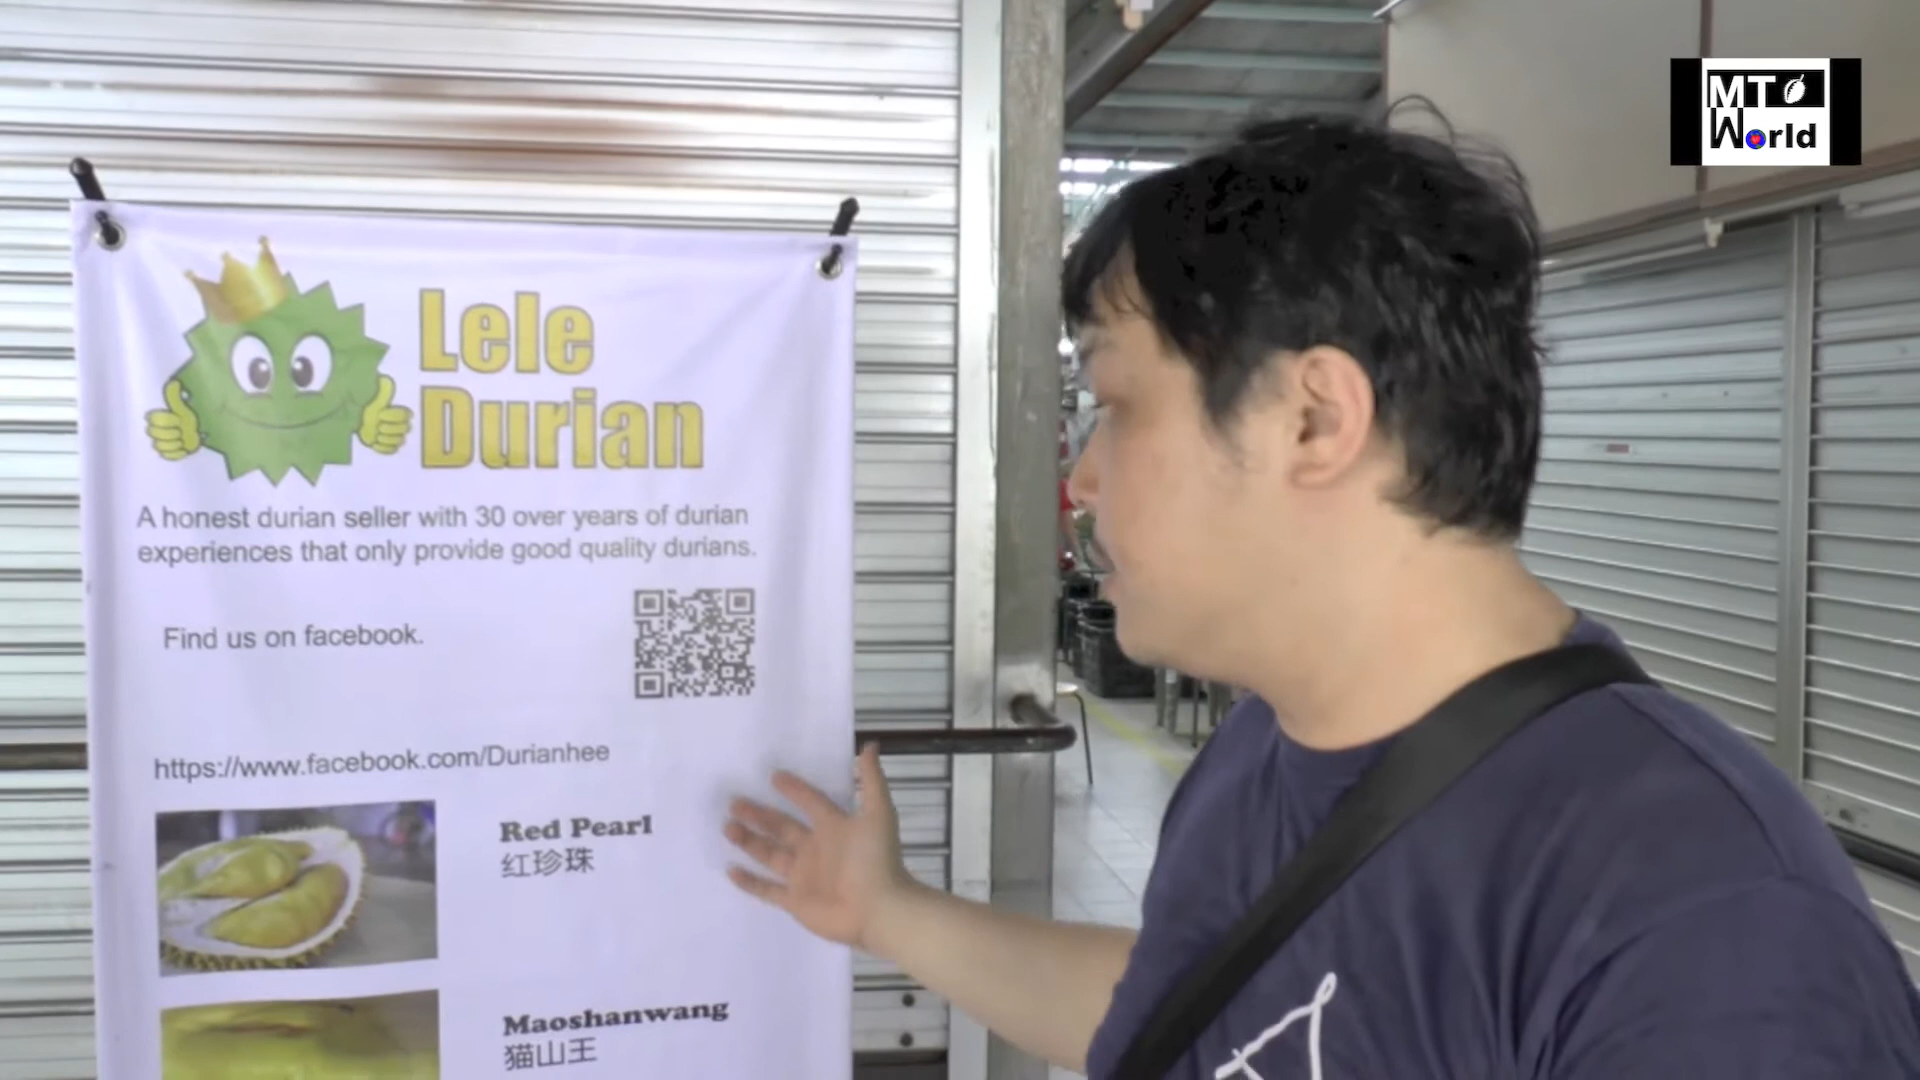 MT
World
Lele
Durian
A honest durian seller with 30 over years of durian
experiences that only provide good quality durians.
Find us on facebook.
https://www.facebook.com/Durianhee
Red Pearl
红珍珠
Maoshanwang
猫山王